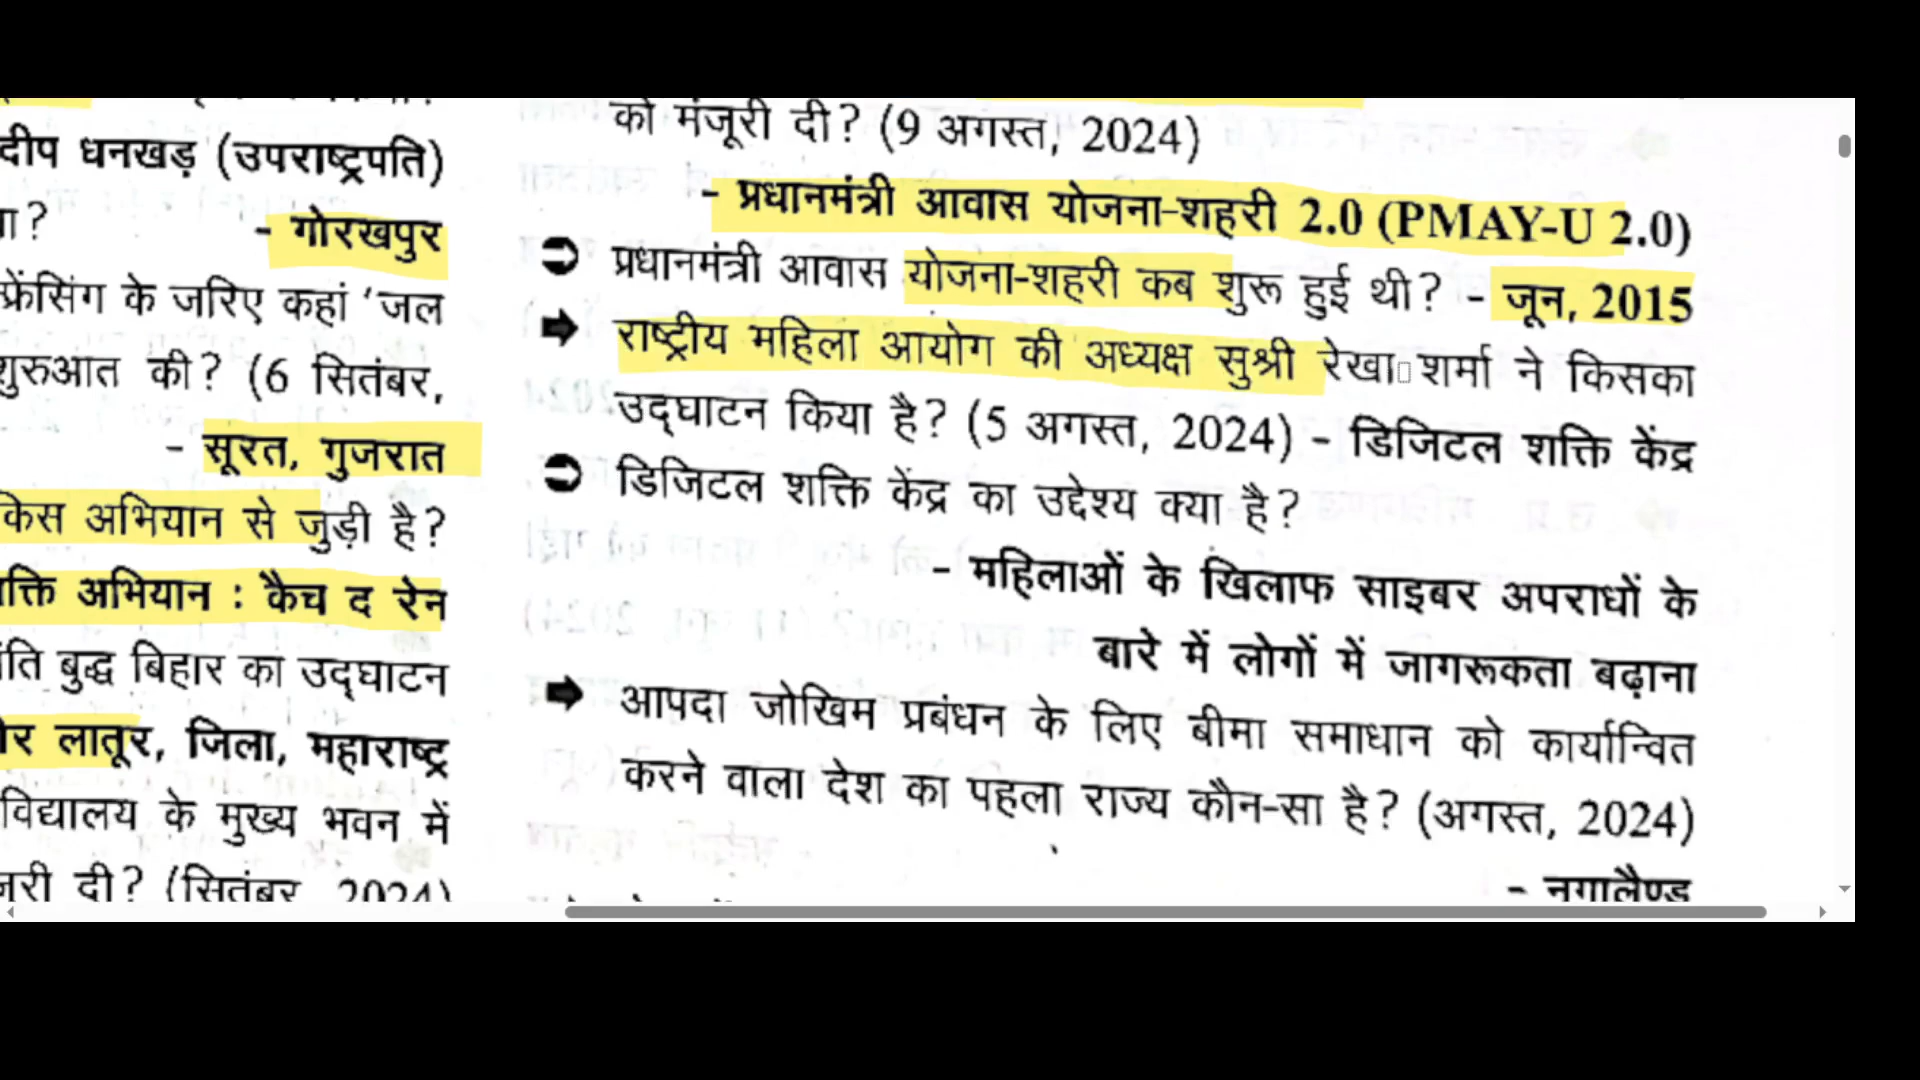 दीप धनखड़ (उपराष्ट्रपति)
ा? - गोरखपुर
फ्रेंसिंग के जरिए कहां ‘जल
शुरुआत की? (6 सितंबर,
- सूरत, गुजरात
किस अभियान से जुड़ी है?
क्ति अभियान : कैच द रेन
ति बुद्ध बिहार का उद्घाटन
र लातूर, जिला, महाराष्ट्र
विद्यालय के मुख्य भवन में
जूरी दी? (सितंबर, 2024)
को मंजूरी दी? (9 अगस्त, 2024)
- प्रधानमंत्री आवास योजना-शहरी 2.0 (PMAY-U 2.0)
प्रधानमंत्री आवास योजना-शहरी कब शुरू हुई थी? - जून, 2015
राष्ट्रीय महिला आयोग की अध्यक्ष सुश्री रेखा शर्मा ने किसका
उद्घाटन किया है? (5 अगस्त, 2024) - डिजिटल शक्ति केंद्र
डिजिटल शक्ति केंद्र का उद्देश्य क्या है?
- महिलाओं के खिलाफ साइबर अपराधों के
बारे में लोगों में जागरूकता बढ़ाना
आपदा जोखिम प्रबंधन के लिए बीमा समाधान को कार्यान्वित
करने वाला देश का पहला राज्य कौन-सा है? (अगस्त, 2024)
- नगालैण्ड